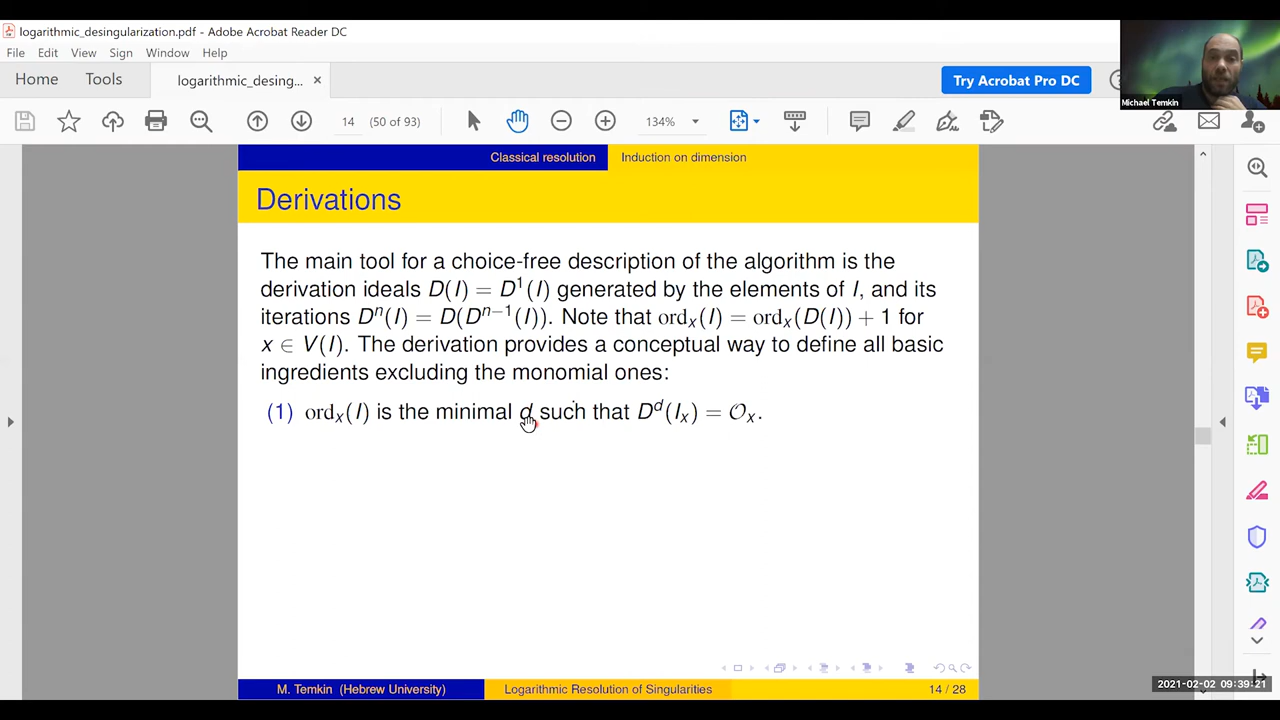 logarithmic_desingularization.pdf - Adobe Acrobat Reader DC
File Edit View Sign Window Help
Home Tools logarithmic_desing... × Try Acrobat Pro DC
14 (50 of 93) 134%
Michael Temkin
Classical resolution Induction on dimension
Derivations
The main tool for a choice-free description of the algorithm is the
derivation ideals D(I) = D¹(I) generated by the elements of I, and its
iterations Dⁿ(I) = D(Dⁿ⁻¹(I)). Note that ordₓ(I) = ordₓ(D(I)) + 1 for
x ∈ V(I). The derivation provides a conceptual way to define all basic
ingredients excluding the monomial ones:
(1) ordₓ(I) is the minimal d such that Dᵈ(Iₓ) = 𝒪ₓ.
M. Temkin (Hebrew University) Logarithmic Resolution of Singularities 14 / 28
2021-02-02 09:39:21